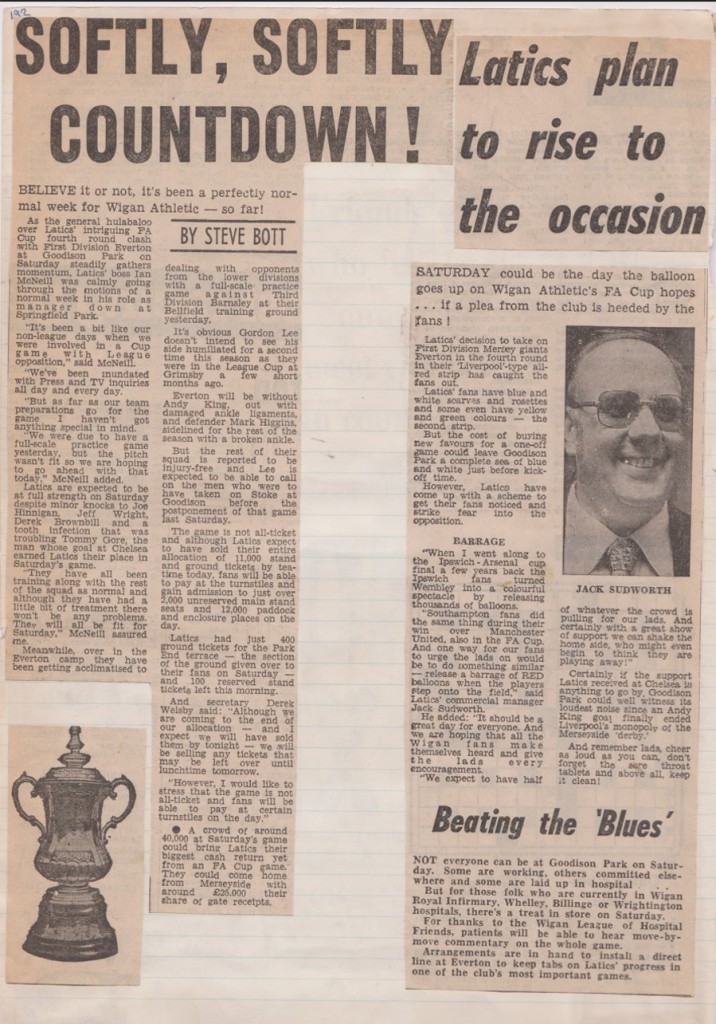 192
SOFTLY, SOFTLY
COUNTDOWN !
BELIEVE it or not, it's been a perfectly nor-
mal week for Wigan Athletic — so far!
BY STEVE BOTT
As the general hulabaloo
over Latics' intriguing FA
Cup fourth round clash
with First Division Everton
at Goodison Park on
Saturday steadily gathers
momentum, Latics' boss Ian
McNeill was calmly going
through the motions of a
normal week in his role as
manager down at
Springfield Park.
"It's been a bit like our
non-league days when we
were involved in a Cup
game with League
opposition," said McNeill.
"We've been inundated
with Press and TV inquiries
all day and every day.
"But as far as our team
preparations go for the
game I haven't got
anything special in mind.
"We were due to have a
full-scale practice game
yesterday, but the pitch
wasn't fit so we are hoping
to go ahead with that
today," McNeill added.
Latics are expected to be
at full strength on Saturday
despite minor knocks to Joe
Hinnigan, Jeff Wright,
Derek Brownbill and a
tooth infection that was
troubling Tommy Gore, the
man whose goal at Chelsea
earned Latics their place in
Saturday's game.
"They have all been
training along with the rest
of the squad as normal and
although they have had a
little bit of treatment there
won't be any problems.
They will all be fit for
Saturday," McNeill assured
me.
Meanwhile, over in the
Everton camp they have
been getting acclimatised to
dealing with opponents
from the lower divisions
with a full-scale practice
game against Third
Division Barnsley at their
Bellfield training ground
yesterday.
It's obvious Gordon Lee
doesn't intend to see his
side humiliated for a second
time this season as they
were in the League Cup at
Grimsby a few short
months ago.
Everton will be without
Andy King, out with
damaged ankle ligaments,
and defender Mark Higgins,
sidelined for the rest of the
season with a broken ankle.
But the rest of their
squad is reported to be
injury-free and Lee is
expected to be able to call
on the men who were to
have taken on Stoke at
Goodison before the
postponement of that game
last Saturday.
The game is not all-ticket
and although Latics expect
to have sold their entire
allocation of 11,000 stand
and ground tickets by tea-
time today, fans will be able
to pay at the turnstiles and
gain admission to just over
2,000 unreserved main stand
seats and 12,000 paddock
and enclosure places on the
day.
Latics had just 400
ground tickets for the Park
End terrace — the section
of the ground given over to
their fans on Saturday —
and 100 reserved stand
tickets left this morning.
And secretary Derek
Welsby said: "Although we
are coming to the end of
our allocation — and I
expect we will have sold
them by tonight — we will
be selling any tickets that
may be left over until
lunchtime tomorrow.
"However, I would like to
stress that the game is not
all-ticket and fans will be
able to pay at certain
turnstiles on the day."
● A crowd of around
40,000 at Saturday's game
could bring Latics their
biggest cash return yet
from an FA Cup game.
They could come home
from Merseyside with
around £25,000 their
share of gate receipts.
Latics plan
to rise to
the occasion
SATURDAY could be the day the balloon
goes up on Wigan Athletic's FA Cup hopes
. . . if a plea from the club is heeded by the
fans !
Latics' decision to take on
First Division Mersey giants
Everton in the fourth round
in their 'Liverpool'-type all-
red strip has caught the
fans out.
Latics' fans have blue and
white scarves and rosettes
and some even have yellow
and green colours — the
second strip.
But the cost of buying
new favours for a one-off
game could leave Goodison
Park a complete sea of blue
and white just before kick-
off time.
However, Latics have
come up with a scheme to
get their fans noticed and
strike fear into the
opposition.
BARRAGE
"When I went along to
the Ipswich-Arsenal cup
final a few years back the
Ipswich fans turned
Wembley into a colourful
spectacle by releasing
thousands of balloons.
"Southampton fans did
the same thing during their
win over Manchester
United, also in the FA Cup.
And one way for our fans
to urge the lads on would
be to do something similar
— release a barrage of RED
balloons when the players
step onto the field," said
Latics' commercial manager
Jack Sudworth.
He added: "It should be a
great day for everyone. And
we are hoping that all the
Wigan fans make
themselves heard and give
the lads every
encouragement.
"We expect to have half
JACK SUDWORTH
of whatever the crowd is
pulling for our lads. And
certainly with a great show
of support we can shake the
home side, who might even
begin to think they are
playing away!"
Certainly if the support
Latics received at Chelsea is
anything to go by, Goodison
Park could well witness its
loudest noise since an Andy
King goal finally ended
Liverpool's monopoly of the
Merseyside 'derby.'
And remember lads, cheer
as loud as you can, don't
forget the sore throat
tablets and above all, keep
it clean!
Beating the 'Blues'
NOT everyone can be at Goodison Park on Satur-
day. Some are working, others committed else-
where and some are laid up in hospital . . .
But for those folk who are currently in Wigan
Royal Infirmary, Whelley, Billinge or Wrightington
hospitals, there's a treat in store on Saturday.
For thanks to the Wigan League of Hospital
Friends, patients will be able to hear move-by-
move commentary on the whole game.
Arrangements are in hand to install a direct
line at Everton to keep tabs on Latics' progress in
one of the club's most important games.